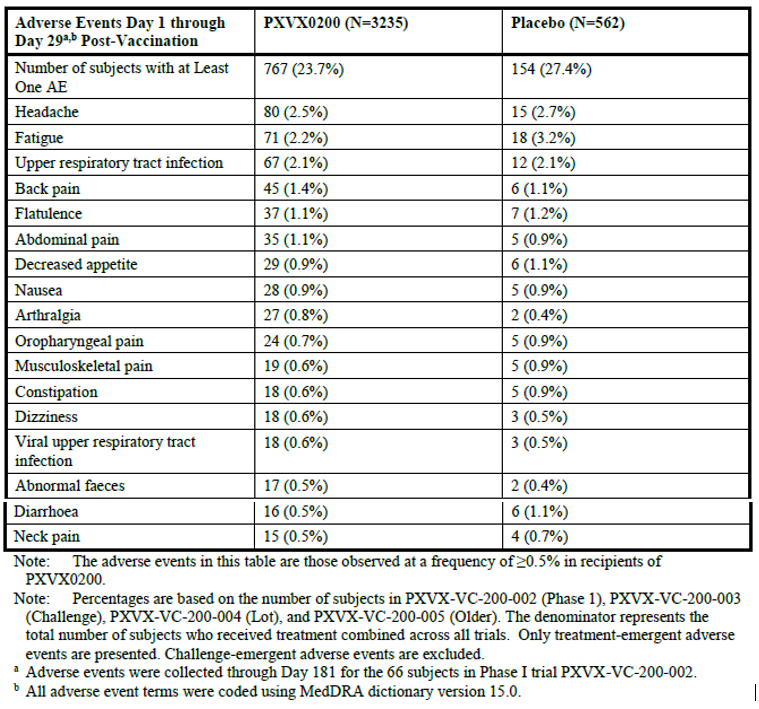 Adverse Events Day 1 through PXVX0200 (N=3235) Placebo (N=562)
Day 29a,b Post-Vaccination
Number of subjects with at Least 767 (23.7%) 154 (27.4%)
One AE
Headache 80 (2.5%) 15 (2.7%)
Fatigue 71 (2.2%) 18 (3.2%)
Upper respiratory tract infection 67 (2.1%) 12 (2.1%)
Back pain 45 (1.4%) 6 (1.1%)
Flatulence 37 (1.1%) 7 (1.2%)
Abdominal pain 35 (1.1%) 5 (0.9%)
Decreased appetite 29 (0.9%) 6 (1.1%)
Nausea 28 (0.9%) 5 (0.9%)
Arthralgia 27 (0.8%) 2 (0.4%)
Oropharyngeal pain 24 (0.7%) 5 (0.9%)
Musculoskeletal pain 19 (0.6%) 5 (0.9%)
Constipation 18 (0.6%) 5 (0.9%)
Dizziness 18 (0.6%) 3 (0.5%)
Viral upper respiratory tract 18 (0.6%) 3 (0.5%)
infection
Abnormal faeces 17 (0.5%) 2 (0.4%)
Diarrhoea 16 (0.5%) 6 (1.1%)
Neck pain 15 (0.5%) 4 (0.7%)
Note: The adverse events in this table are those observed at a frequency of ≥0.5% in recipients of
PXVX0200.
Note: Percentages are based on the number of subjects in PXVX-VC-200-002 (Phase 1), PXVX-VC-200-003
(Challenge), PXVX-VC-200-004 (Lot), and PXVX-VC-200-005 (Older). The denominator represents the
total number of subjects who received treatment combined across all trials. Only treatment-emergent adverse
events are presented. Challenge-emergent adverse events are excluded.
a Adverse events were collected through Day 181 for the 66 subjects in Phase I trial PXVX-VC-200-002.
b All adverse event terms were coded using MedDRA dictionary version 15.0.